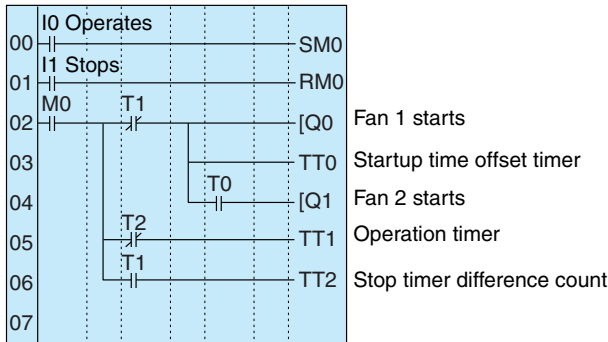 I0 Operates
00 SM0
I1 Stops
01 RM0
M0 T1
02 [Q0 Fan 1 starts
03 TT0 Startup time offset timer
T0
04 [Q1 Fan 2 starts
T2
05 TT1 Operation timer
T1
06 TT2 Stop timer difference count
07